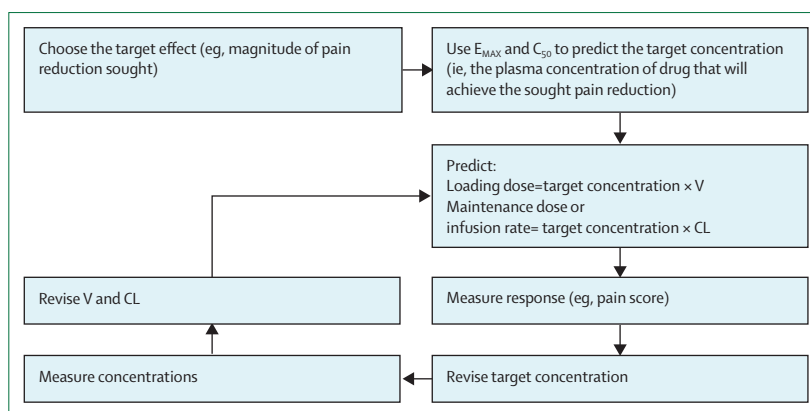 Choose the target effect (eg, magnitude of pain
reduction sought)
Use EMAX and C50 to predict the target concentration
(ie, the plasma concentration of drug that will
achieve the sought pain reduction)
Predict:
Loading dose=target concentration × V
Maintenance dose or
infusion rate= target concentration × CL
Measure response (eg, pain score)
Revise target concentration
Measure concentrations
Revise V and CL